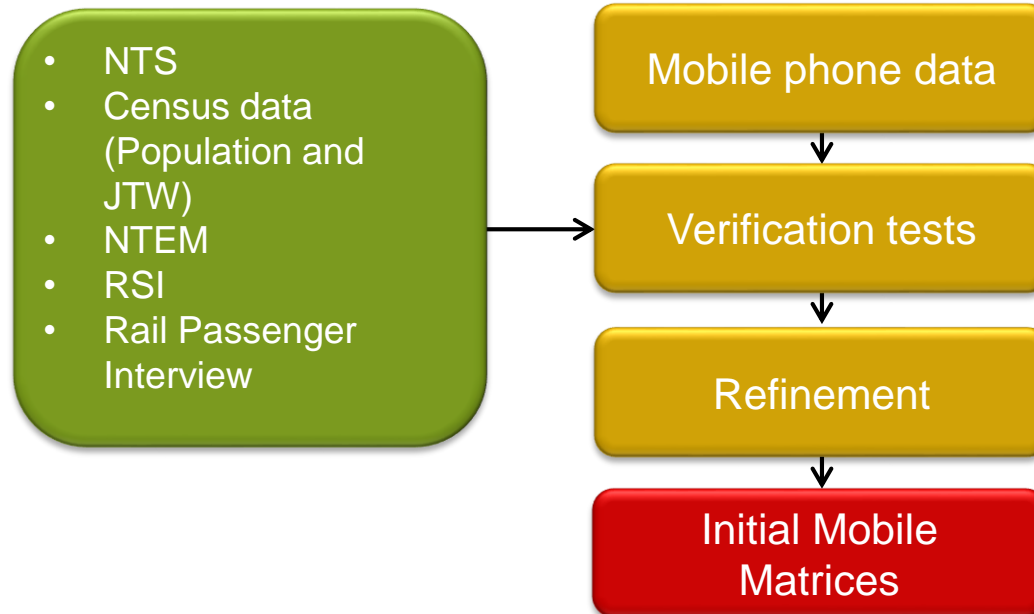 • NTS
• Census data
(Population and
JTW)
• NTEM
• RSI
• Rail Passenger
Interview
Mobile phone data
Verification tests
Refinement
Initial Mobile
Matrices